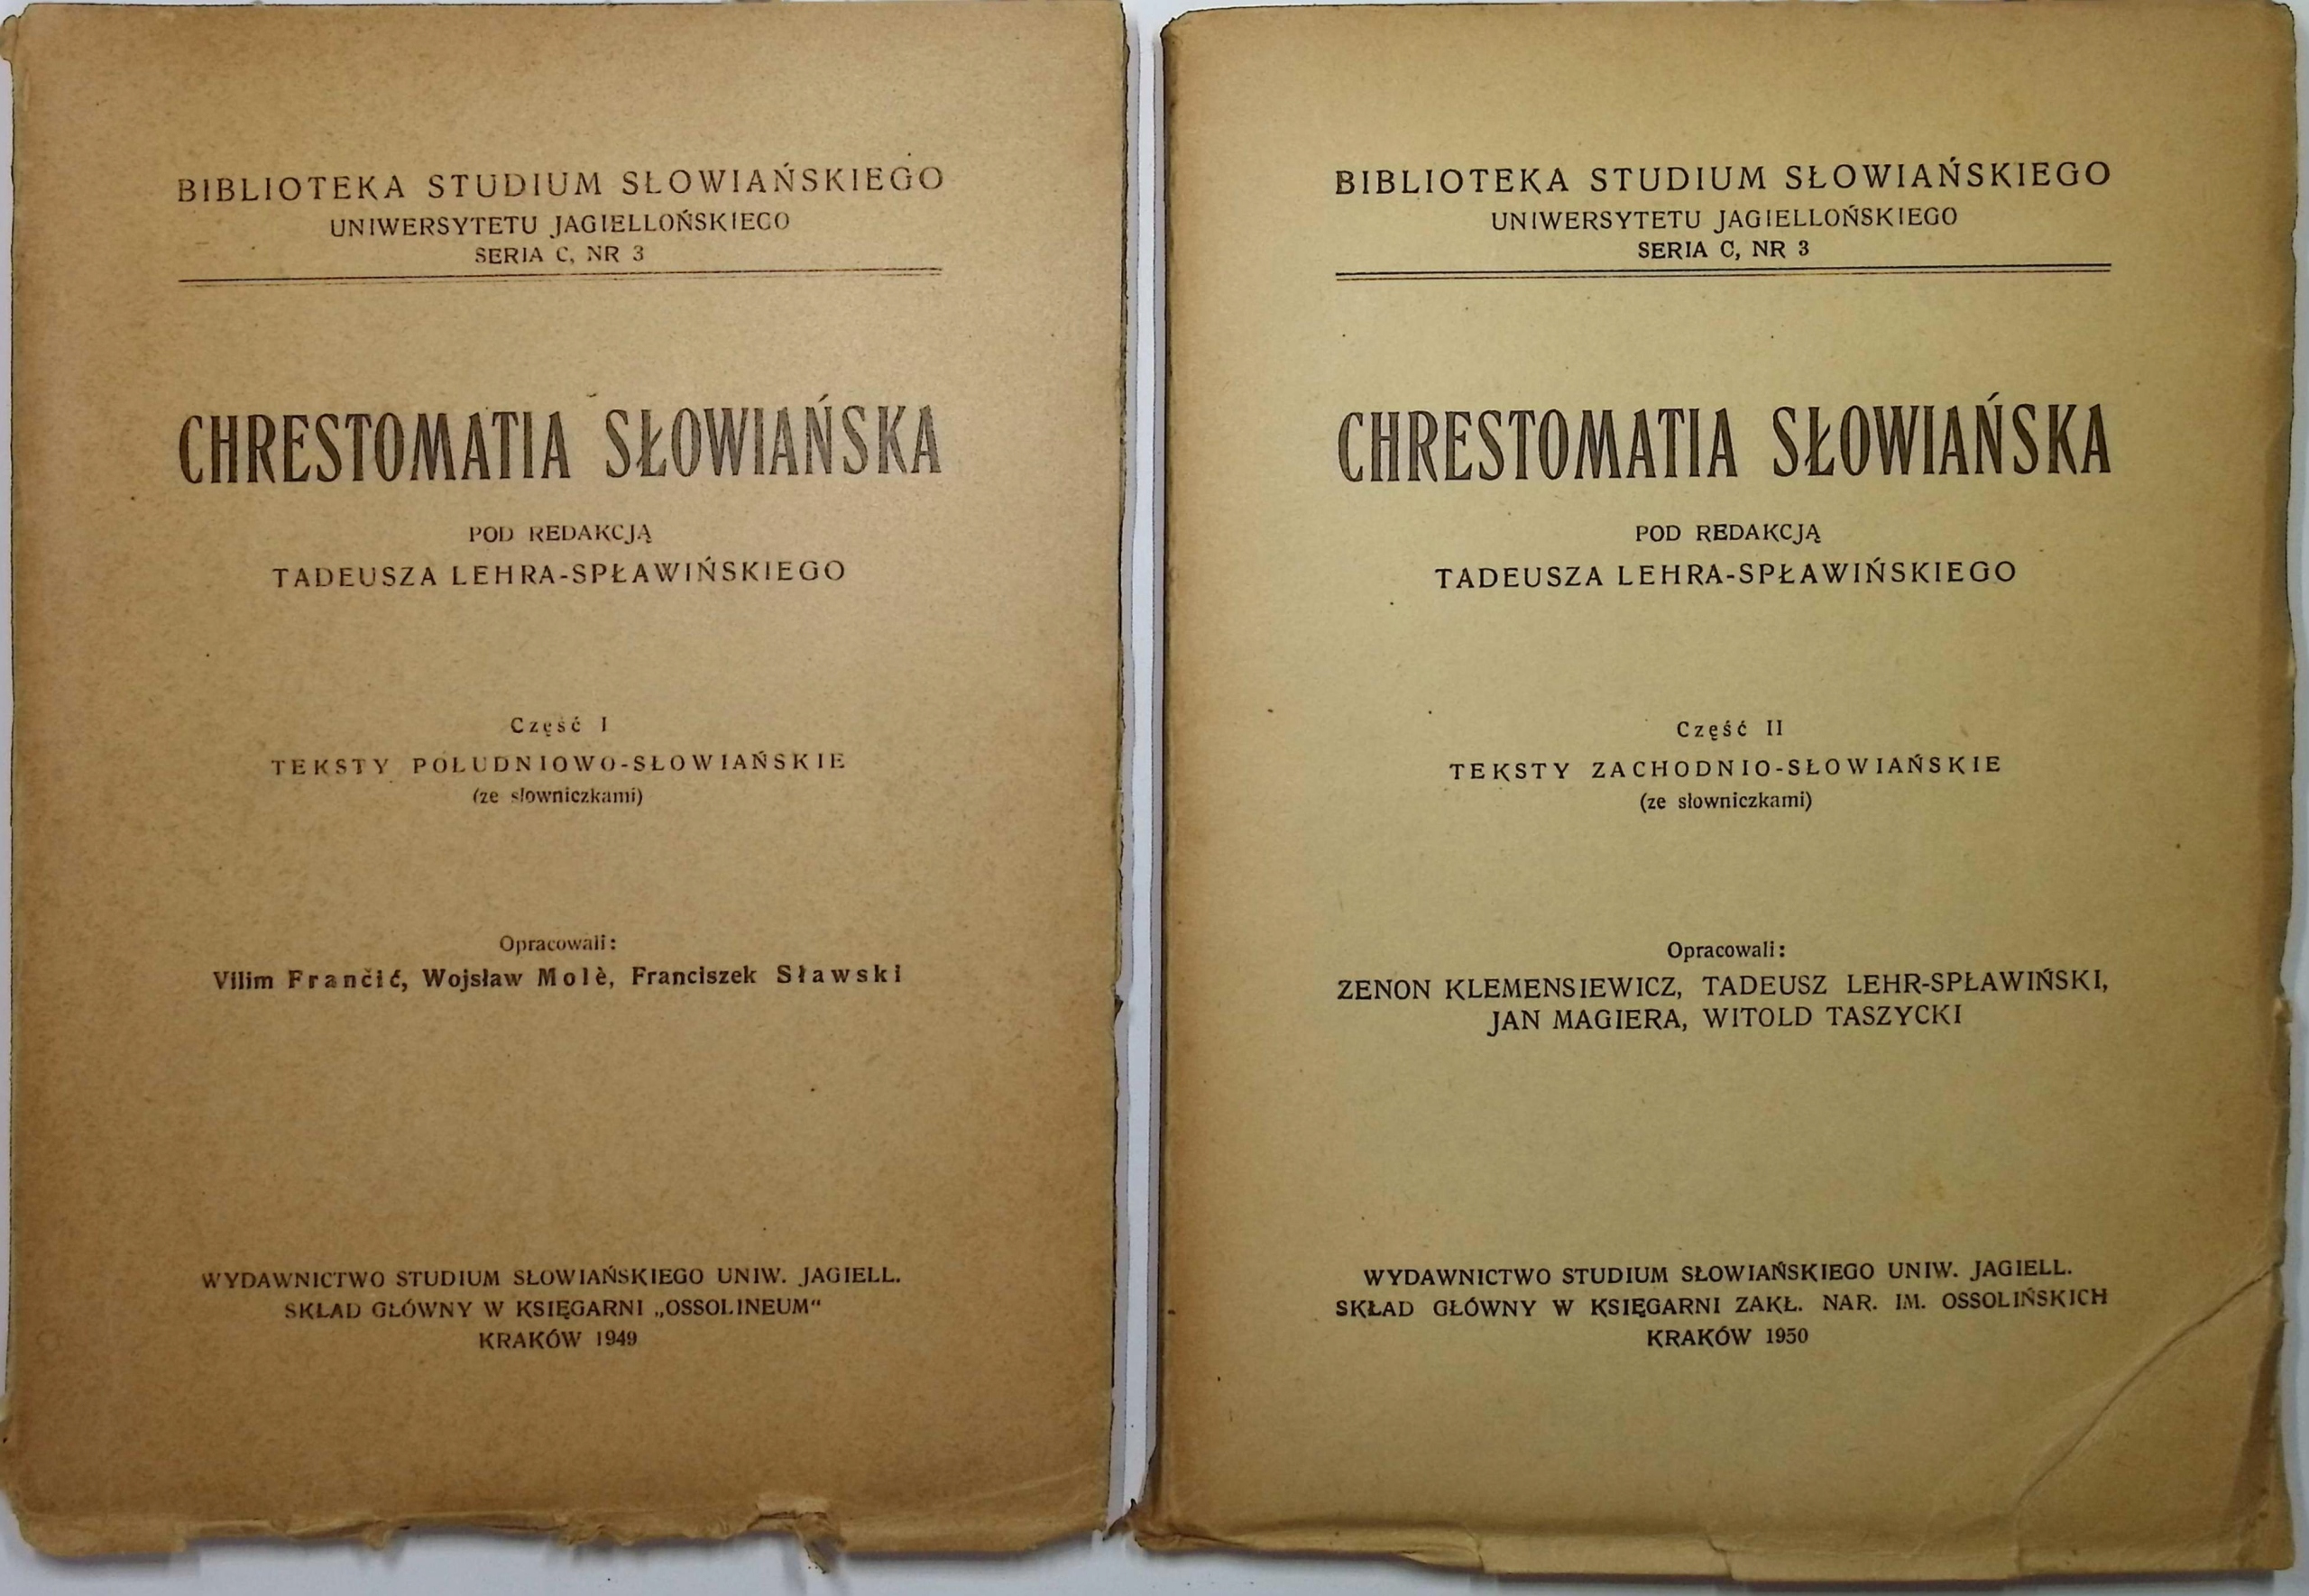 BIBLIOTEKA STUDIUM SŁOWIAŃSKIEGO
UNIWERSYTETU JAGIELLOŃSKIEGO
SERIA C, NR 3
CHRESTOMATIA SŁOWIAŃSKA
POD REDAKCJĄ
TADEUSZA LEHRA-SPŁAWIŃSKIEGO
Część I
TEKSTY POŁUDNIOWO-SŁOWIAŃSKIE
(ze słowniczkami)
Opracowali:
Vilim Frančić, Wojsław Molè, Franciszek Sławski
WYDAWNICTWO STUDIUM SŁOWIAŃSKIEGO UNIW. JAGIELL.
SKŁAD GŁÓWNY W KSIĘGARNI „OSSOLINEUM“
KRAKÓW 1949
BIBLIOTEKA STUDIUM SŁOWIAŃSKIEGO
UNIWERSYTETU JAGIELLOŃSKIEGO
SERIA C, NR 3
CHRESTOMATIA SŁOWIAŃSKA
POD REDAKCJĄ
TADEUSZA LEHRA-SPŁAWIŃSKIEGO
Część II
TEKSTY ZACHODNIO-SŁOWIAŃSKIE
(ze słowniczkami)
Opracowali:
ZENON KLEMENSIEWICZ, TADEUSZ LEHR-SPŁAWIŃSKI,
JAN MAGIERA, WITOLD TASZYCKI
WYDAWNICTWO STUDIUM SŁOWIAŃSKIEGO UNIW. JAGIELL.
SKŁAD GŁÓWNY W KSIĘGARNI ZAKŁ. NAR. IM. OSSOLIŃSKICH
KRAKÓW 1950